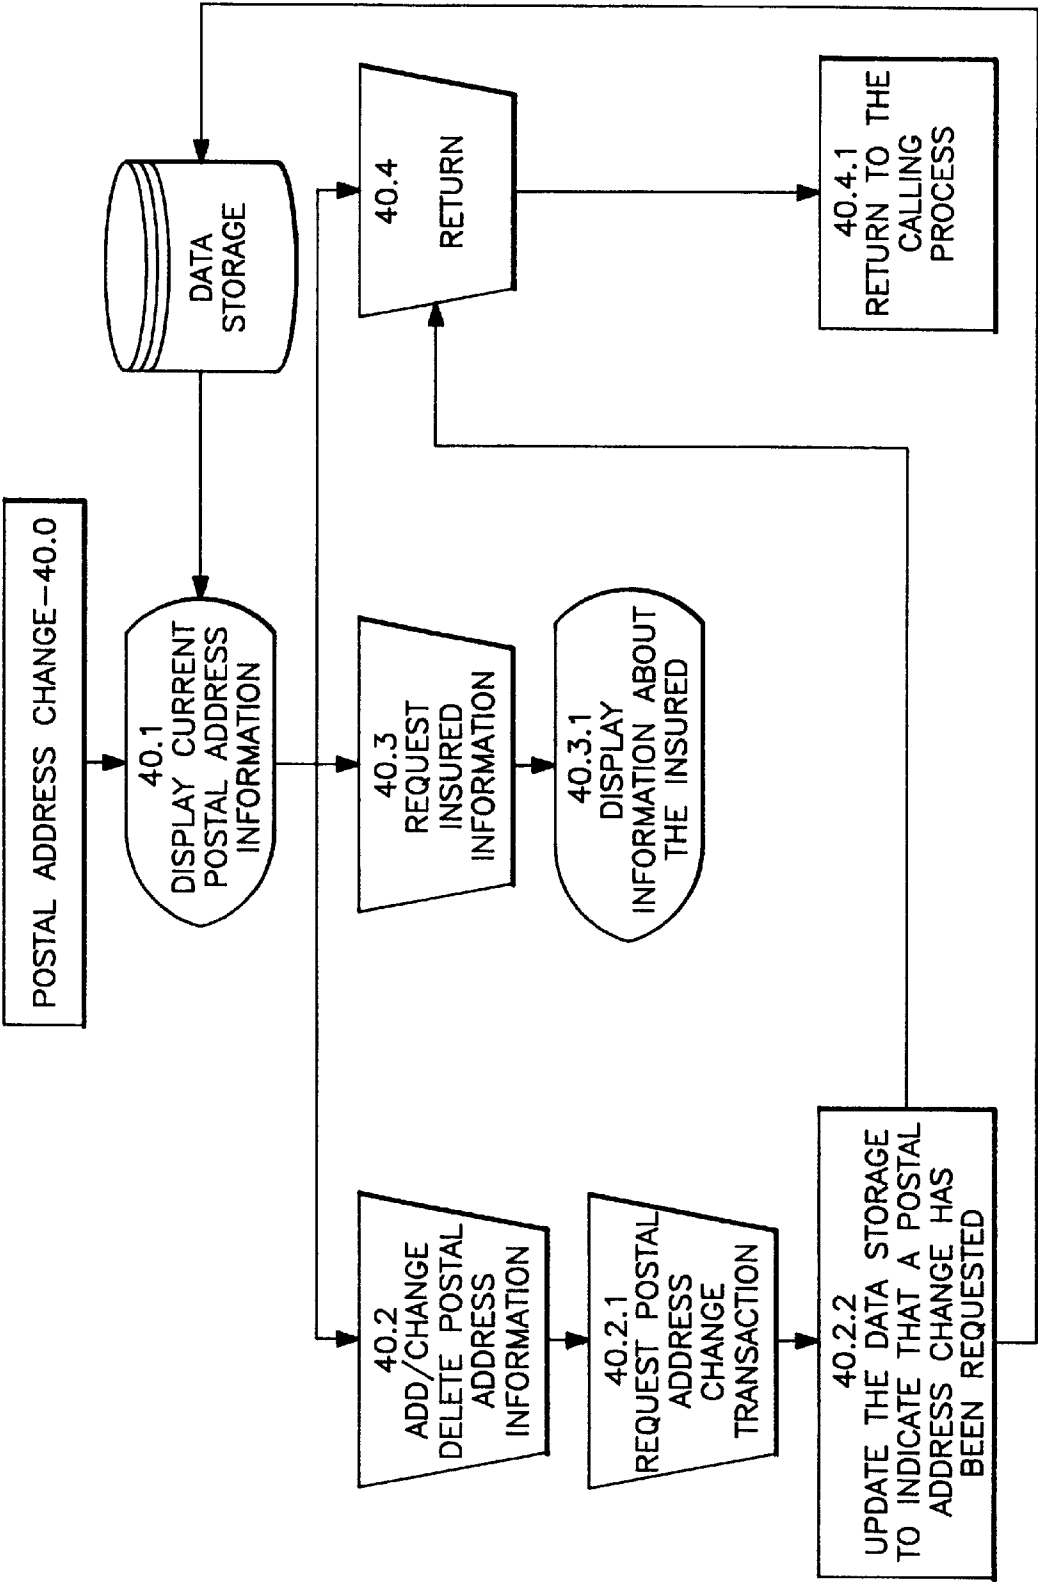 POSTAL ADDRESS CHANGE-40.0
40.1
DISPLAY CURRENT
POSTAL ADDRESS
INFORMATION
DATA
STORAGE
40.2
ADD/CHANGE
DELETE POSTAL
ADDRESS
INFORMATION
40.3
REQUEST
INSURED
INFORMATION
40.4
RETURN
40.2.1
REQUEST POSTAL
ADDRESS
CHANGE
TRANSACTION
40.3.1
DISPLAY
INFORMATION ABOUT
THE INSURED
40.2.2
UPDATE THE DATA STORAGE
TO INDICATE THAT A POSTAL
ADDRESS CHANGE HAS
BEEN REQUESTED
40.4.1
RETURN TO THE
CALLING
PROCESS